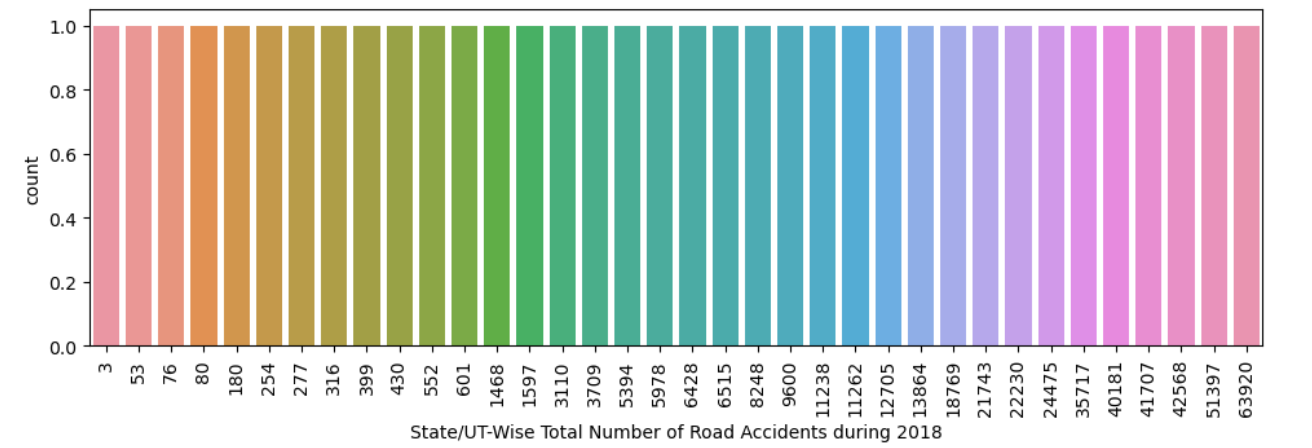 1.0
0.8
0.6
0.4
0.2
0.0
count
3 53 76 80 180 254 2777 316 399 430 552 601 1468 1597 3110 3709 5394 5978 6428 6515 8248 9600 11238 11262 12705 13864 18769 21743 22230 24475 35717 40181 41707 42568 51397 63920
State/UT-Wise Total Number of Road Accidents during 2018